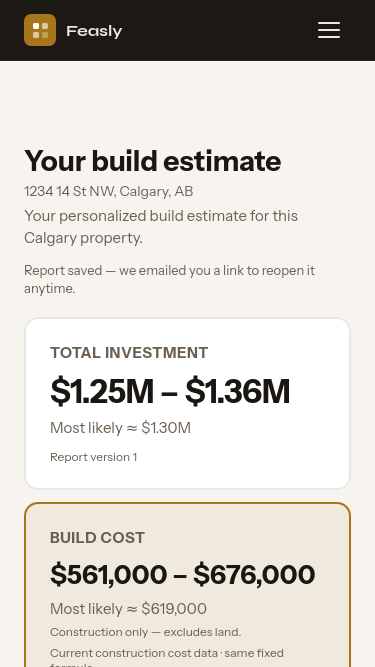 Feasly
Your build estimate
1234 14 St NW, Calgary, AB
Your personalized build estimate for this
Calgary property.
Report saved — we emailed you a link to reopen it
anytime.
TOTAL INVESTMENT
$1.25M – $1.36M
Most likely ≈ $1.30M
Report version 1
BUILD COST
$561,000 – $676,000
Most likely ≈ $619,000
Construction only — excludes land.
Current construction cost data · same fixed
formula